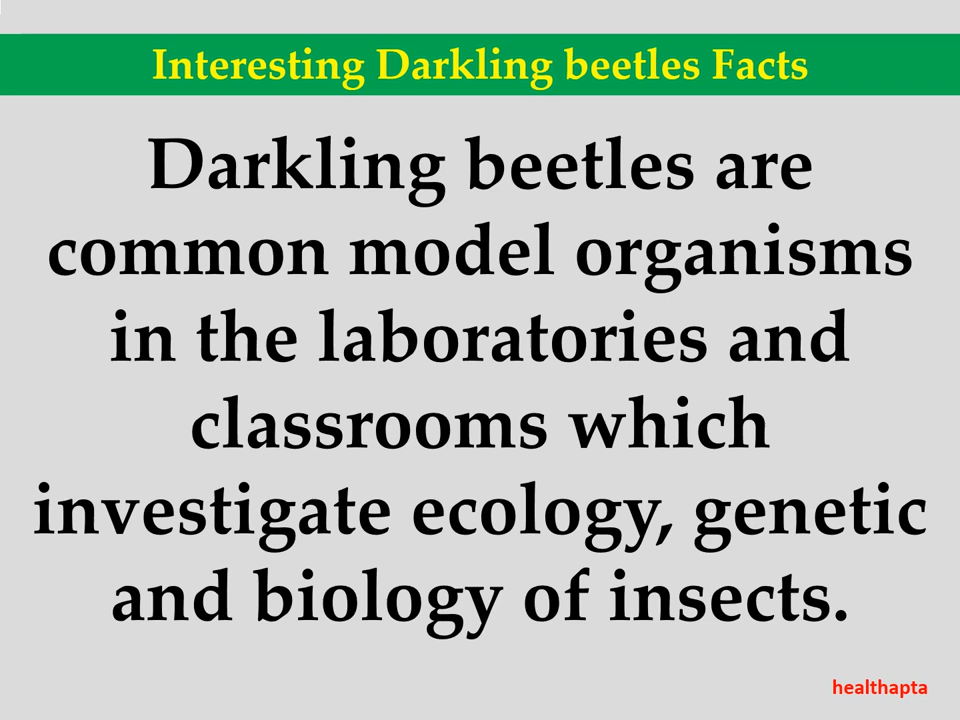 Interesting Darkling beetles Facts
Darkling beetles are
common model organisms
in the laboratories and
classrooms which
investigate ecology, genetic
and biology of insects.
healthapta